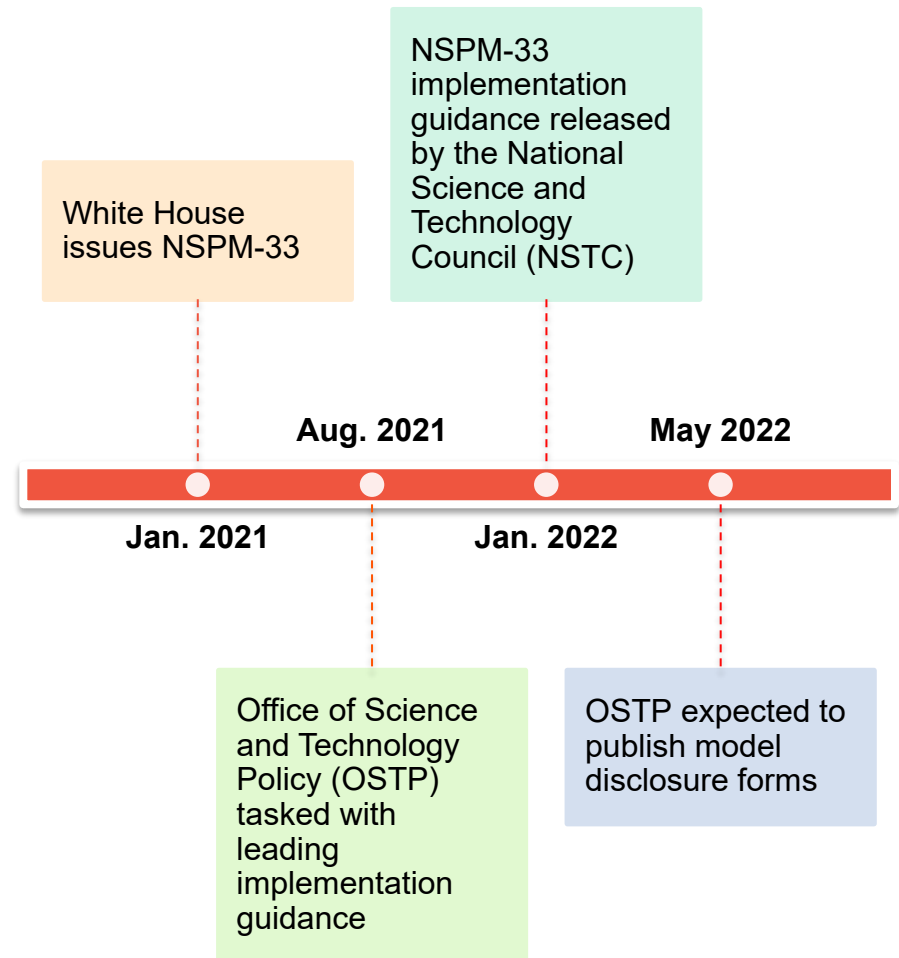 White House
issues NSPM-33
NSPM-33
implementation
guidance released
by the National
Science and
Technology
Council (NSTC)
Aug. 2021
May 2022
Jan. 2021
Jan. 2022
Office of Science
and Technology
Policy (OSTP)
tasked with
leading
implementation
guidance
OSTP expected to
publish model
disclosure forms